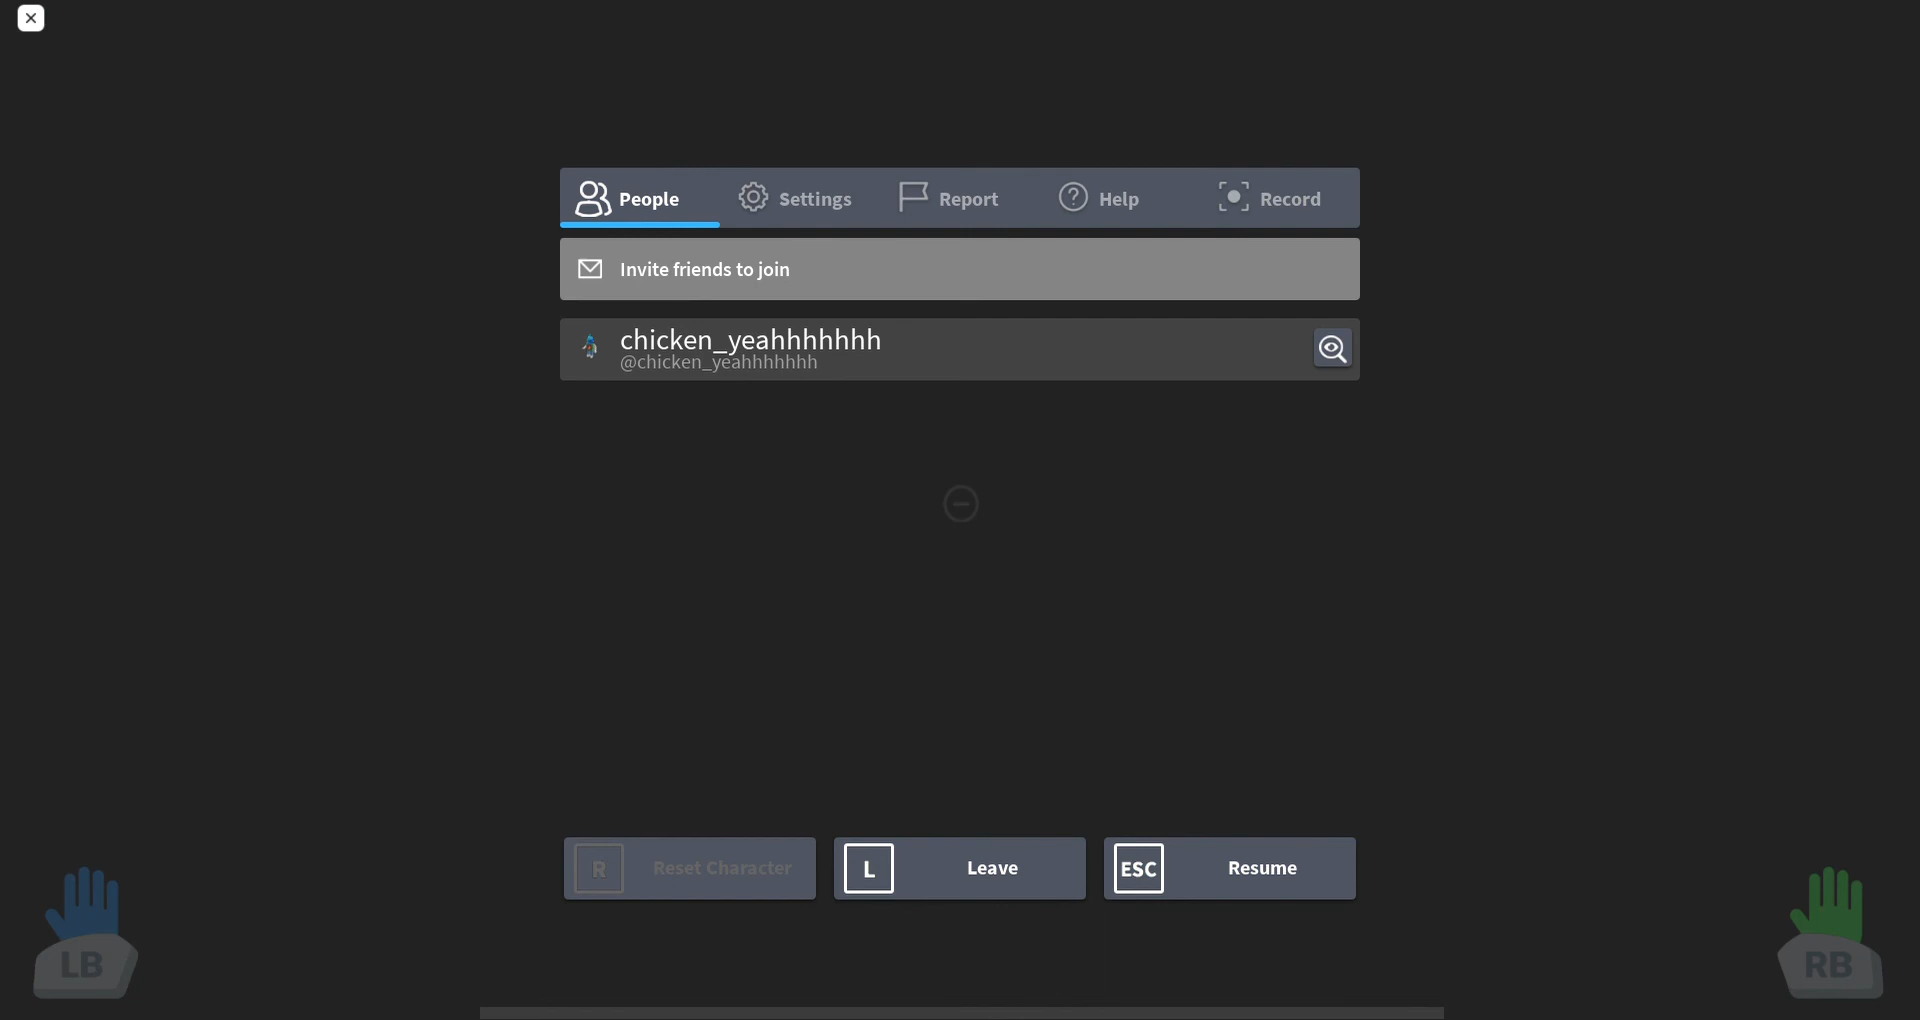 People
Settings
Report
Help
Record
Invite friends to join
chicken_yeahhhhhhh
@chicken_yeahhhhhhh
R
Reset Character
L
Leave
ESC
Resume
LB
RB